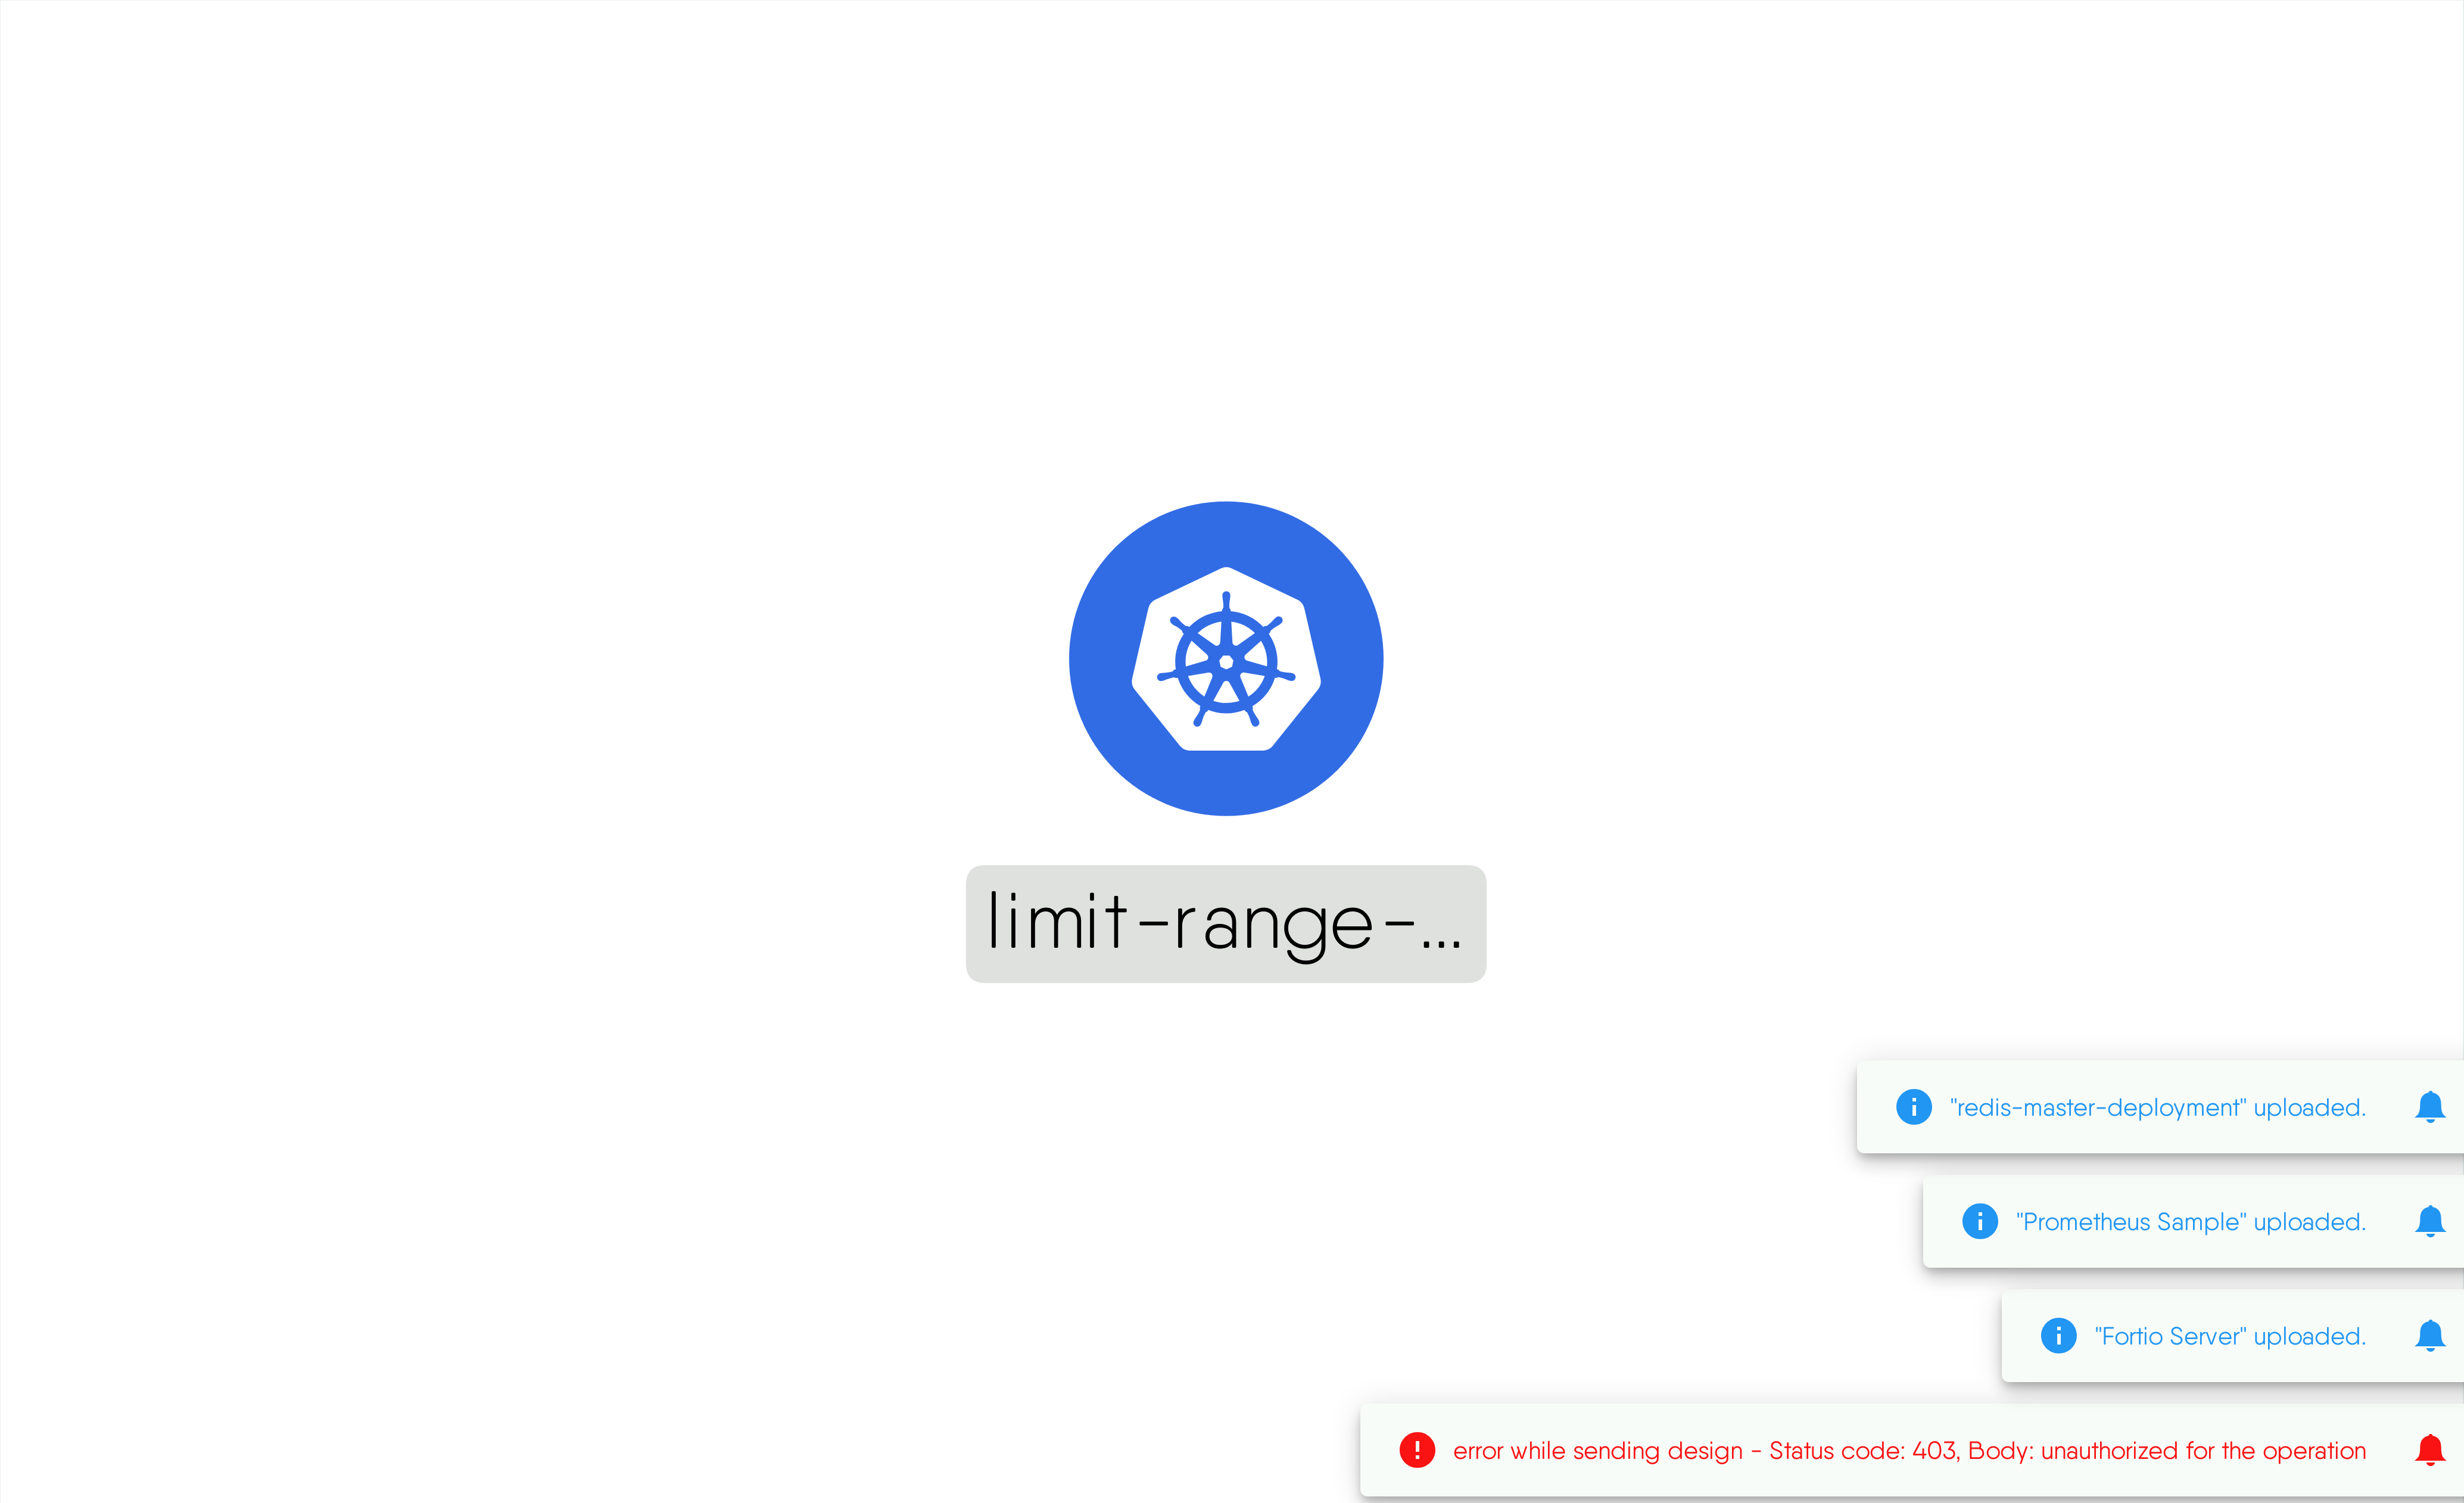 limit-range-...
"redis-master-deployment" uploaded.
"Prometheus Sample" uploaded.
"Fortio Server" uploaded.
error while sending design - Status code: 403, Body: unauthorized for the operation